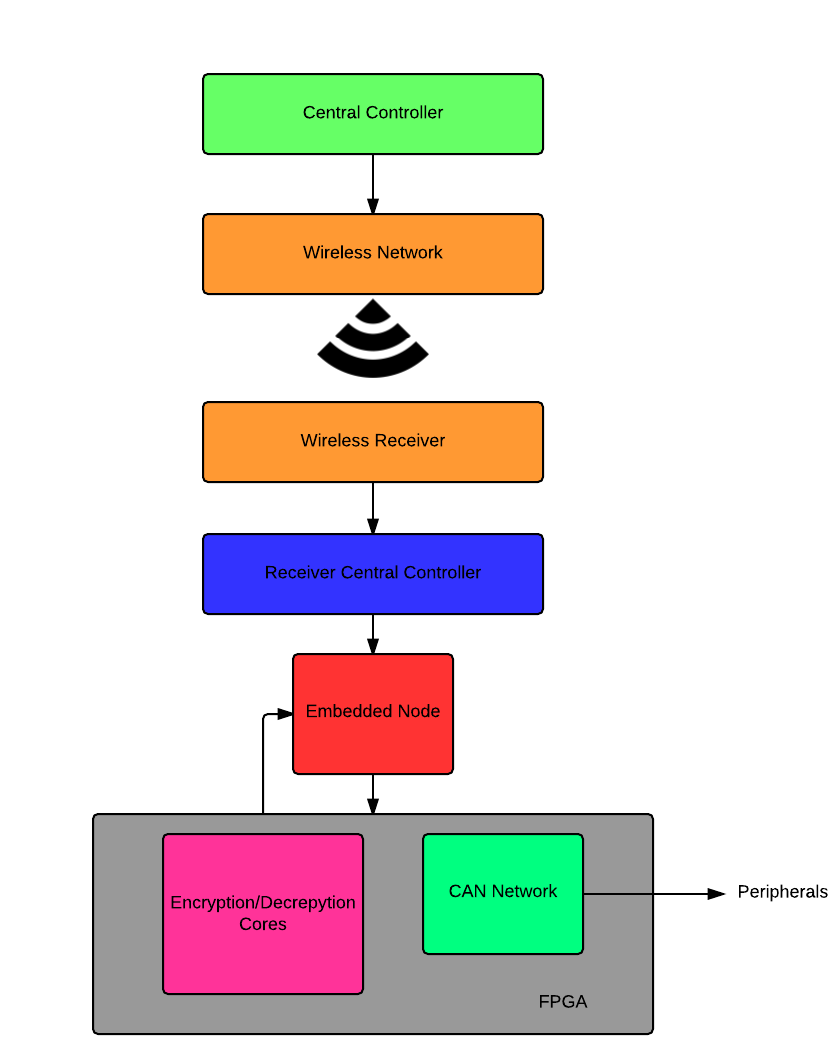 Central Controller
Wireless Network
Wireless Receiver
Receiver Central Controller
Embedded Node
Encryption/Decrepytion
Cores
CAN Network
Peripherals
FPGA